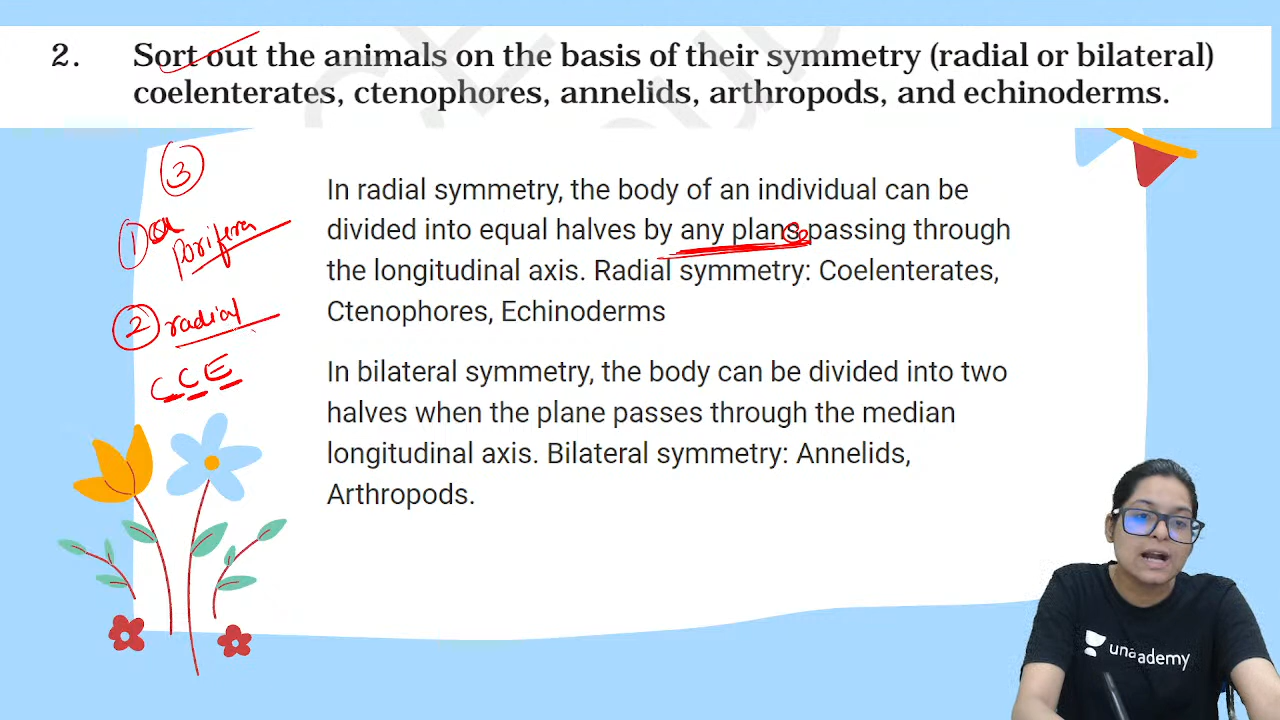 2. Sort out the animals on the basis of their symmetry (radial or bilateral)
coelenterates, ctenophores, annelids, arthropods, and echinoderms.
3
1 Porifera
2 radial
C C E
In radial symmetry, the body of an individual can be
divided into equal halves by any plans passing through
the longitudinal axis. Radial symmetry: Coelenterates,
Ctenophores, Echinoderms
In bilateral symmetry, the body can be divided into two
halves when the plane passes through the median
longitudinal axis. Bilateral symmetry: Annelids,
Arthropods.
unacademy